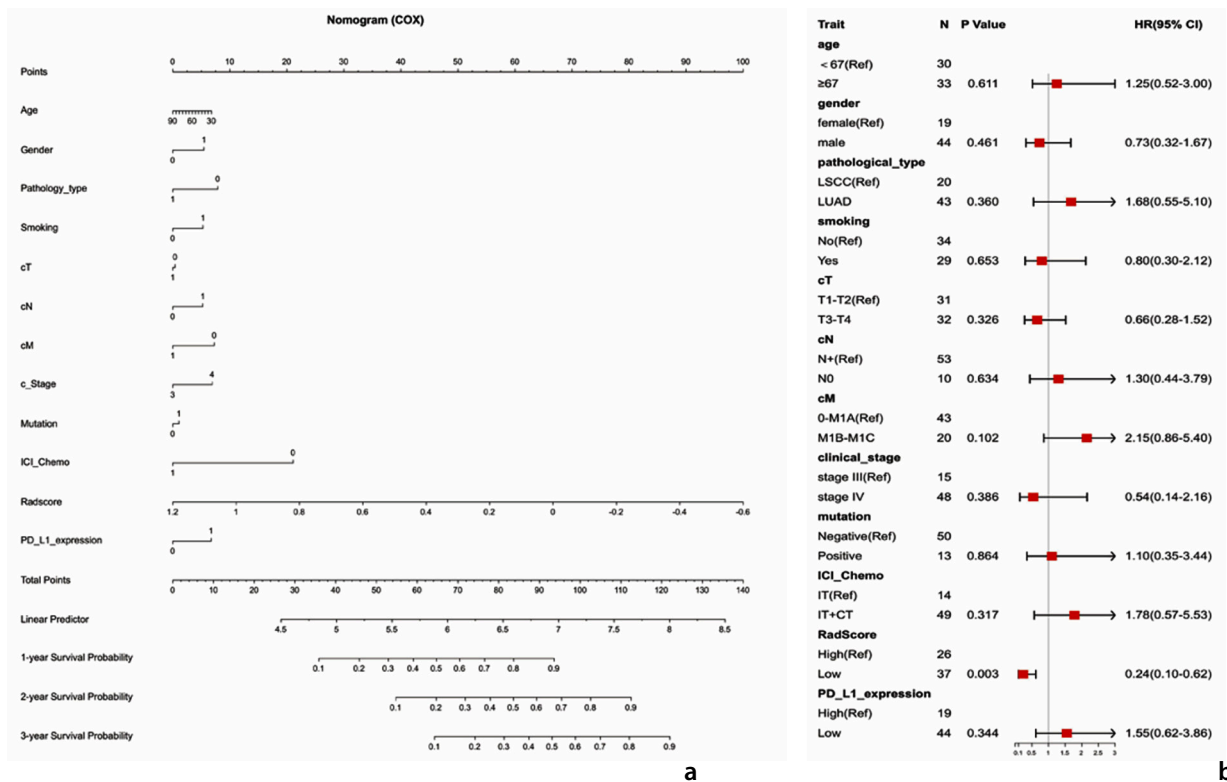 Nomogram (COX)
Points
0 10 20 30 40 50 60 70 80 90 100
Age
90 60 30
Gender
1
0
Pathology_type
0
1
Smoking
1
0
cT
0
1
cN
1
0
cM
0
1
c_Stage
4
3
Mutation
1
0
ICI_Chemo
0
1
Radscore
1.2 1 0.8 0.6 0.4 0.2 0 -0.2 -0.4 -0.6
PD_L1_expression
1
0
Total Points
0 10 20 30 40 50 60 70 80 90 100 110 120 130 140
Linear Predictor
4.5 5 5.5 6 6.5 7 7.5 8 8.5
1-year Survival Probability
0.1 0.2 0.3 0.4 0.5 0.6 0.7 0.8 0.9
2-year Survival Probability
0.1 0.2 0.3 0.4 0.5 0.6 0.7 0.8 0.9
3-year Survival Probability
0.1 0.2 0.3 0.4 0.5 0.6 0.7 0.8 0.9
a
Trait N P Value HR(95% CI)
age
<67(Ref) 30
≥67 33 0.611 1.25(0.52-3.00)
gender
female(Ref) 19
male 44 0.461 0.73(0.32-1.67)
pathological_type
LSCC(Ref) 20
LUAD 43 0.360 1.68(0.55-5.10)
smoking
No(Ref) 34
Yes 29 0.653 0.80(0.30-2.12)
cT
T1-T2(Ref) 31
T3-T4 32 0.326 0.66(0.28-1.52)
cN
N+(Ref) 53
N0 10 0.634 1.30(0.44-3.79)
cM
0-M1A(Ref) 43
M1B-M1C 20 0.102 2.15(0.86-5.40)
clinical_stage
stage III(Ref) 15
stage IV 48 0.386 0.54(0.14-2.16)
mutation
Negative(Ref) 50
Positive 13 0.864 1.10(0.35-3.44)
ICI_Chemo
IT(Ref) 14
IT+CT 49 0.317 1.78(0.57-5.53)
RadScore
High(Ref) 26
Low 37 0.003 0.24(0.10-0.62)
PD_L1_expression
High(Ref) 19
Low 44 0.344 1.55(0.62-3.86)
0.1 0.5 1 1.5 2 2.5 3
b